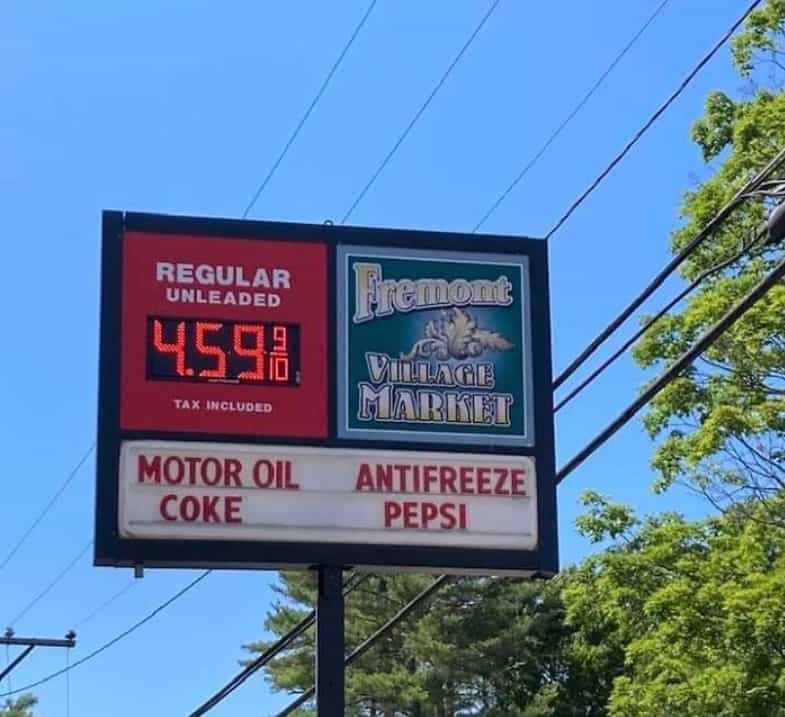 REGULAR
UNLEADED
4.59 9/10
TAX INCLUDED
Fremont
VILLAGE
MARKET
MOTOR OIL ANTIFREEZE
COKE PEPSI